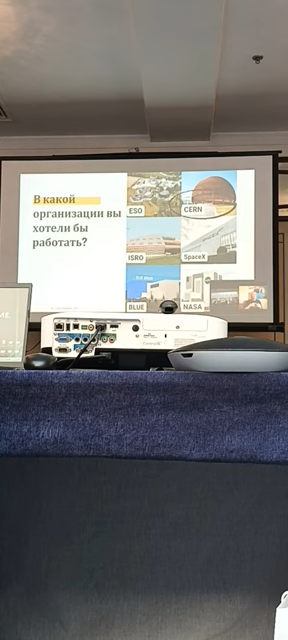 В какой
организации вы
хотели бы
работать?
ESO
CERN
ISRO
SpaceX
BLUE
NASA